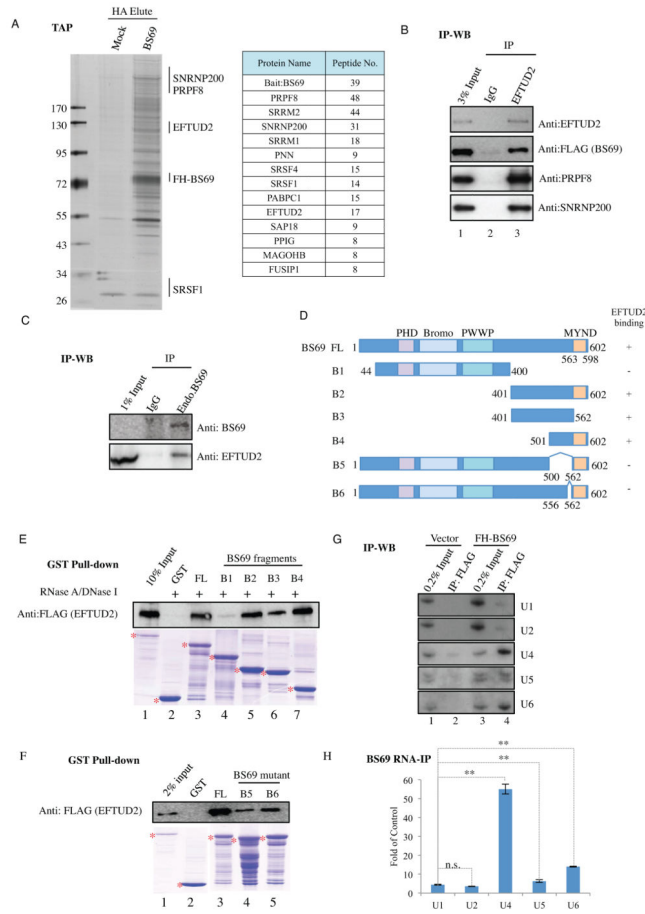 A
TAP
HA Elute
Mock
BS69
170
130
95
72
55
43
34
26
SNRNP200
PRPF8
EFTUD2
FH-BS69
SRSF1
Protein Name Peptide No.
Bait:BS69 39
PRPF8 48
SRRM2 44
SNRNP200 31
SRRM1 18
PNN 9
SRSF4 15
SRSF1 14
PABPC1 15
EFTUD2 17
SAP18 9
PPIG 8
MAGOHB 8
FUSIP1 8
B
IP-WB
IP
3% Input
IgG
EFTUD2
Anti:EFTUD2
Anti:FLAG (BS69)
Anti:PRPF8
Anti:SNRNP200
1 2 3
C
IP-WB
IP
1% Input
IgG
Endo.BS69
Anti: BS69
Anti: EFTUD2
D
EFTUD2
binding
PHD Bromo PWWP MYND
BS69 FL 1 602 +
563 598
B1 44 400 -
B2 401 602 +
B3 401 562 +
B4 501 602 +
B5 1 602 -
500 562
B6 1 602 -
556 562
E
GST Pull-down
10% Input
GST
FL
BS69 fragments
B1 B2 B3 B4
RNase A/DNase I + + + + + +
Anti:FLAG (EFTUD2)
* * * * * * *
1 2 3 4 5 6 7
F
GST Pull-down
2% input
GST
FL
BS69 mutant
B5 B6
Anti: FLAG (EFTUD2)
* * * * *
1 2 3 4 5
G
IP-WB
Vector FH-BS69
0.2% Input
IP: FLAG
0.2% Input
IP: FLAG
U1
U2
U4
U5
U6
1 2 3 4
H
BS69 RNA-IP
**
**
**
n.s.
Fold of Control
60
50
40
30
20
10
0
U1 U2 U4 U5 U6